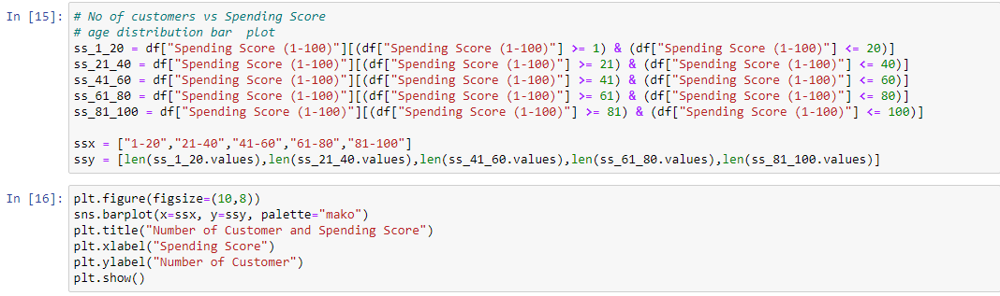 In [15]: # No of customers vs Spending Score
# age distribution bar  plot
ss_1_20 = df["Spending Score (1-100)"][(df["Spending Score (1-100)"] >= 1) & (df["Spending Score (1-100)"] <= 20)]
ss_21_40 = df["Spending Score (1-100)"][(df["Spending Score (1-100)"] >= 21) & (df["Spending Score (1-100)"] <= 40)]
ss_41_60 = df["Spending Score (1-100)"][(df["Spending Score (1-100)"] >= 41) & (df["Spending Score (1-100)"] <= 60)]
ss_61_80 = df["Spending Score (1-100)"][(df["Spending Score (1-100)"] >= 61) & (df["Spending Score (1-100)"] <= 80)]
ss_81_100 = df["Spending Score (1-100)"][(df["Spending Score (1-100)"] >= 81) & (df["Spending Score (1-100)"] <= 100)]
ssx = ["1-20","21-40","41-60","61-80","81-100"]
ssy = [len(ss_1_20.values),len(ss_21_40.values),len(ss_41_60.values),len(ss_61_80.values),len(ss_81_100.values)]
In [16]: plt.figure(figsize=(10,8))
sns.barplot(x=ssx, y=ssy, palette="mako")
plt.title("Number of Customer and Spending Score")
plt.xlabel("Spending Score")
plt.ylabel("Number of Customer")
plt.show()